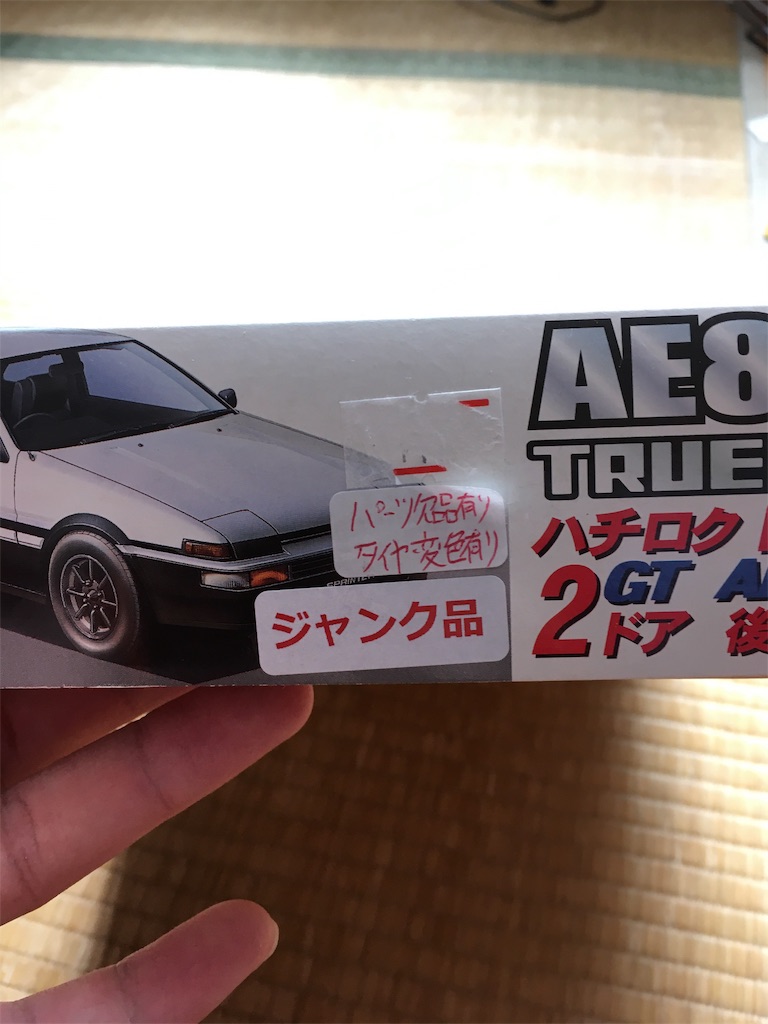 AE8
TRUE
ハチロク
GT
2ドア 後
パーツ欠品有り
タイヤ変色有り
SPRINTER
ジャンク品